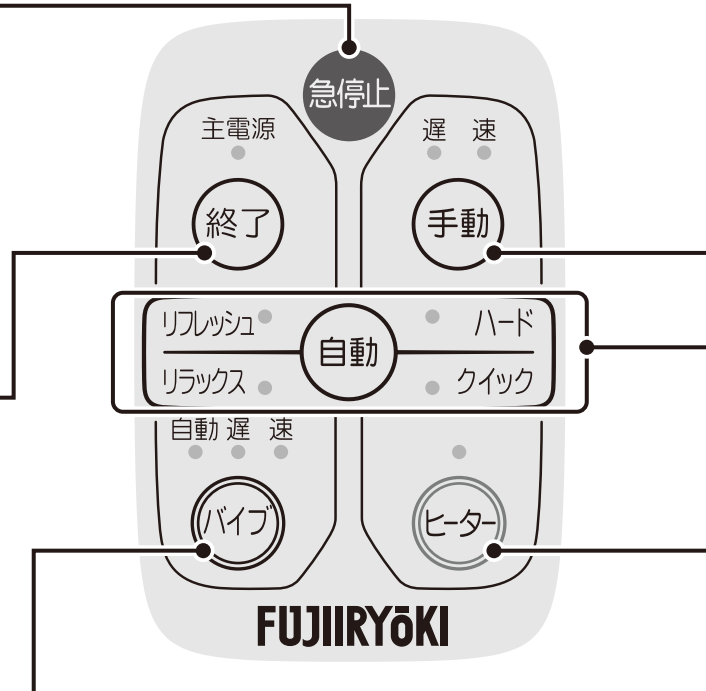 急停止
主電源
遅 速
終了
手動
リフレッシュ
ハード
自動
リラックス
クイック
自動 遅 速
バイブ
ヒーター
FUJIIRYōKI